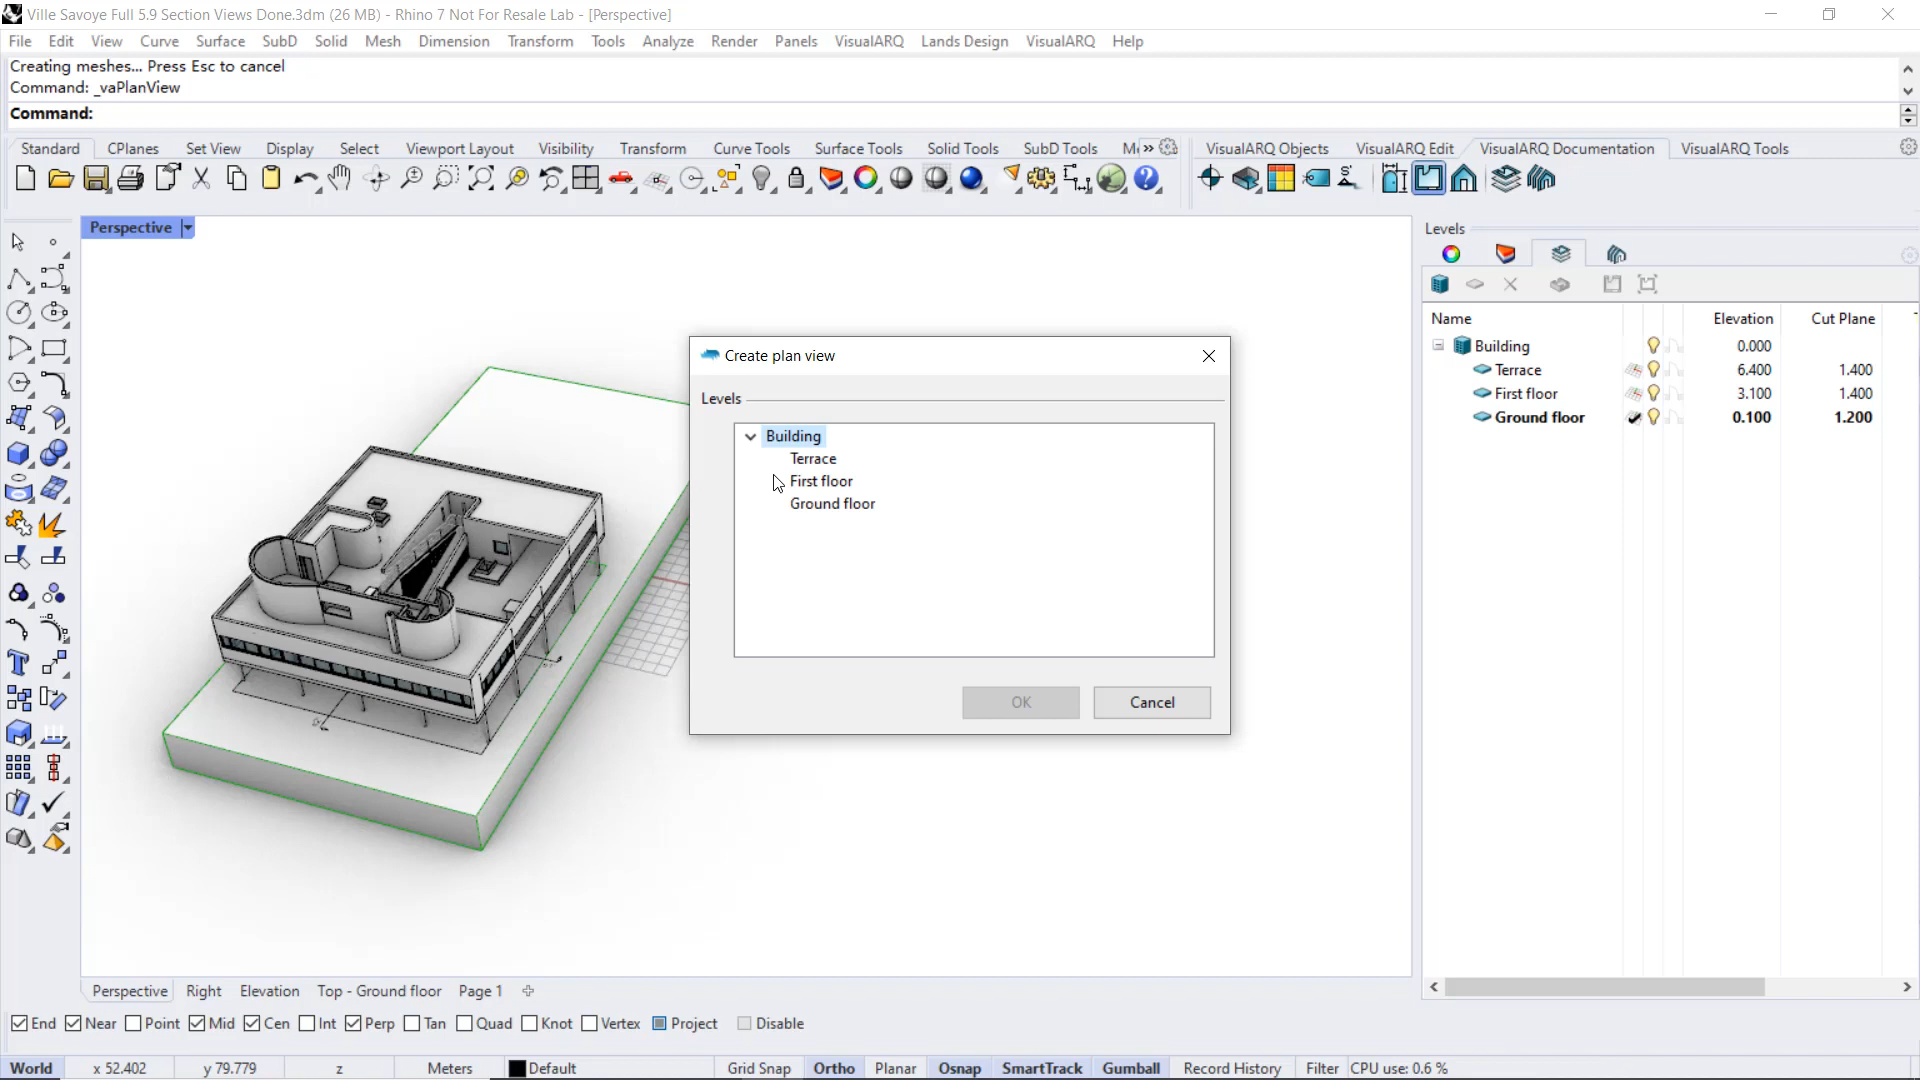 Ville Savoye Full 5.9 Section Views Done.3dm (26 MB) - Rhino 7 Not For Resale Lab - [Perspective]
File Edit View Curve Surface SubD Solid Mesh Dimension Transform Tools Analyze Render Panels VisualARQ Lands Design VisualARQ Help
Creating meshes... Press Esc to cancel
Command: _vaPlanView
Command:
Standard CPlanes Set View Display Select Viewport Layout Visibility Transform Curve Tools Surface Tools Solid Tools SubD Tools VisualARQ Objects VisualARQ Edit VisualARQ Documentation VisualARQ Tools
Perspective
Levels
Name Elevation Cut Plane
Building 0.000
Terrace 6.400 1.400
First floor 3.100 1.400
Ground floor 0.100 1.200
Create plan view
Levels
Building
Terrace
First floor
Ground floor
OK Cancel
Perspective Right Elevation Top - Ground floor Page 1
End Near Point Mid Cen Int Perp Tan Quad Knot Vertex Project Disable
World x 52.402 y 79.779 z Meters Default Grid Snap Ortho Planar Osnap SmartTrack Gumball Record History Filter CPU use: 0.6 %